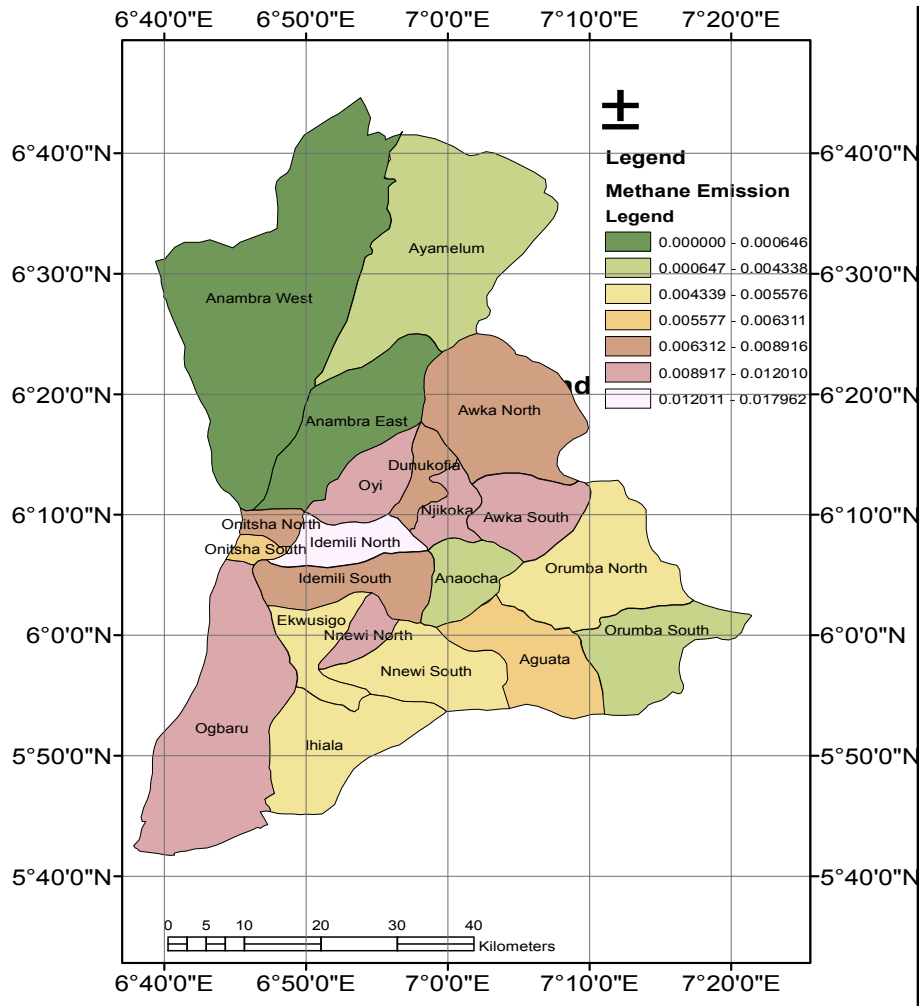 6°40'0"E 6°50'0"E 7°0'0"E 7°10'0"E 7°20'0"E
6°40'0"N 6°40'0"N
Legend
Methane Emission
Legend
0.000000 - 0.000646
0.000647 - 0.004338
0.004339 - 0.005576
0.005577 - 0.006311
0.006312 - 0.008916
0.008917 - 0.012010
0.012011 - 0.017962
nd
Ayamelum
6°30'0"N 6°30'0"N
Anambra West
6°20'0"N 6°20'0"N
Awka North
Anambra East
Dunukofia
Oyi
Njikoka
Awka South
6°10'0"N 6°10'0"N
Onitsha North
Idemili North
Onitsha South
Orumba North
Idemili South
Anaocha
Ekwusigo
Orumba South
6°0'0"N 6°0'0"N
Nnewi North
Aguata
Nnewi South
Ogbaru
Ihiala
5°50'0"N 5°50'0"N
5°40'0"N 5°40'0"N
0 5 10 20 30 40
Kilometers
6°40'0"E 6°50'0"E 7°0'0"E 7°10'0"E 7°20'0"E